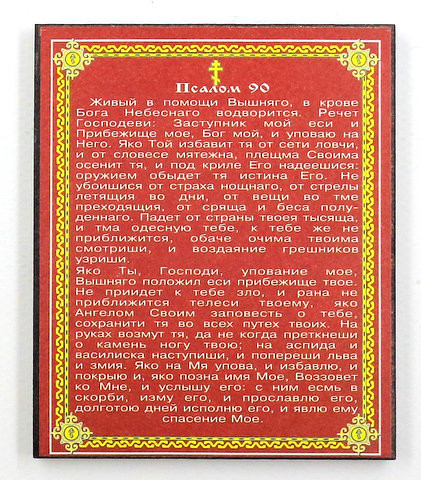 Псалом 90
Живый в помощи Вышняго, в крове
Бога Небеснаго водворится. Речет
Господеви: Заступник мой еси и
Прибежище мое, Бог мой, и уповаю на
Него. Яко Той избавит тя от сети ловчи,
и от словесе мятежна, плещма Своима
осенит тя, и под криле Его надеешися:
оружием обыдет тя истина Его. Не
убоишися от страха нощнаго, от стрелы
летящия во дни, от вещи во тме
преходящия, от сряща и беса полу-
деннаго. Падет от страны твоея тысяща,
и тма одесную тебе, к тебе же не
приближится, обаче очима твоима
смотриши, и воздаяние грешников
узриши.
Яко Ты, Господи, упование мое,
Вышняго положил еси прибежище твое.
Не приидет к тебе зло, и рана не
приближится телеси твоему, яко
Ангелом Своим заповесть о тебе,
сохранити тя во всех путех твоих. На
руках возмут тя, да не когда преткнеши
о камень ногу твою; на аспида и
василиска наступиши, и попереши льва
и змия. Яко на Мя упова, и избавлю, и
покрыю и, яко позна имя Мое, Воззовет
ко Мне, и услышу его: с ним есмь в
скорби, изму его, и прославлю его,
долготою дней исполню его, и явлю ему
спасение Мое.